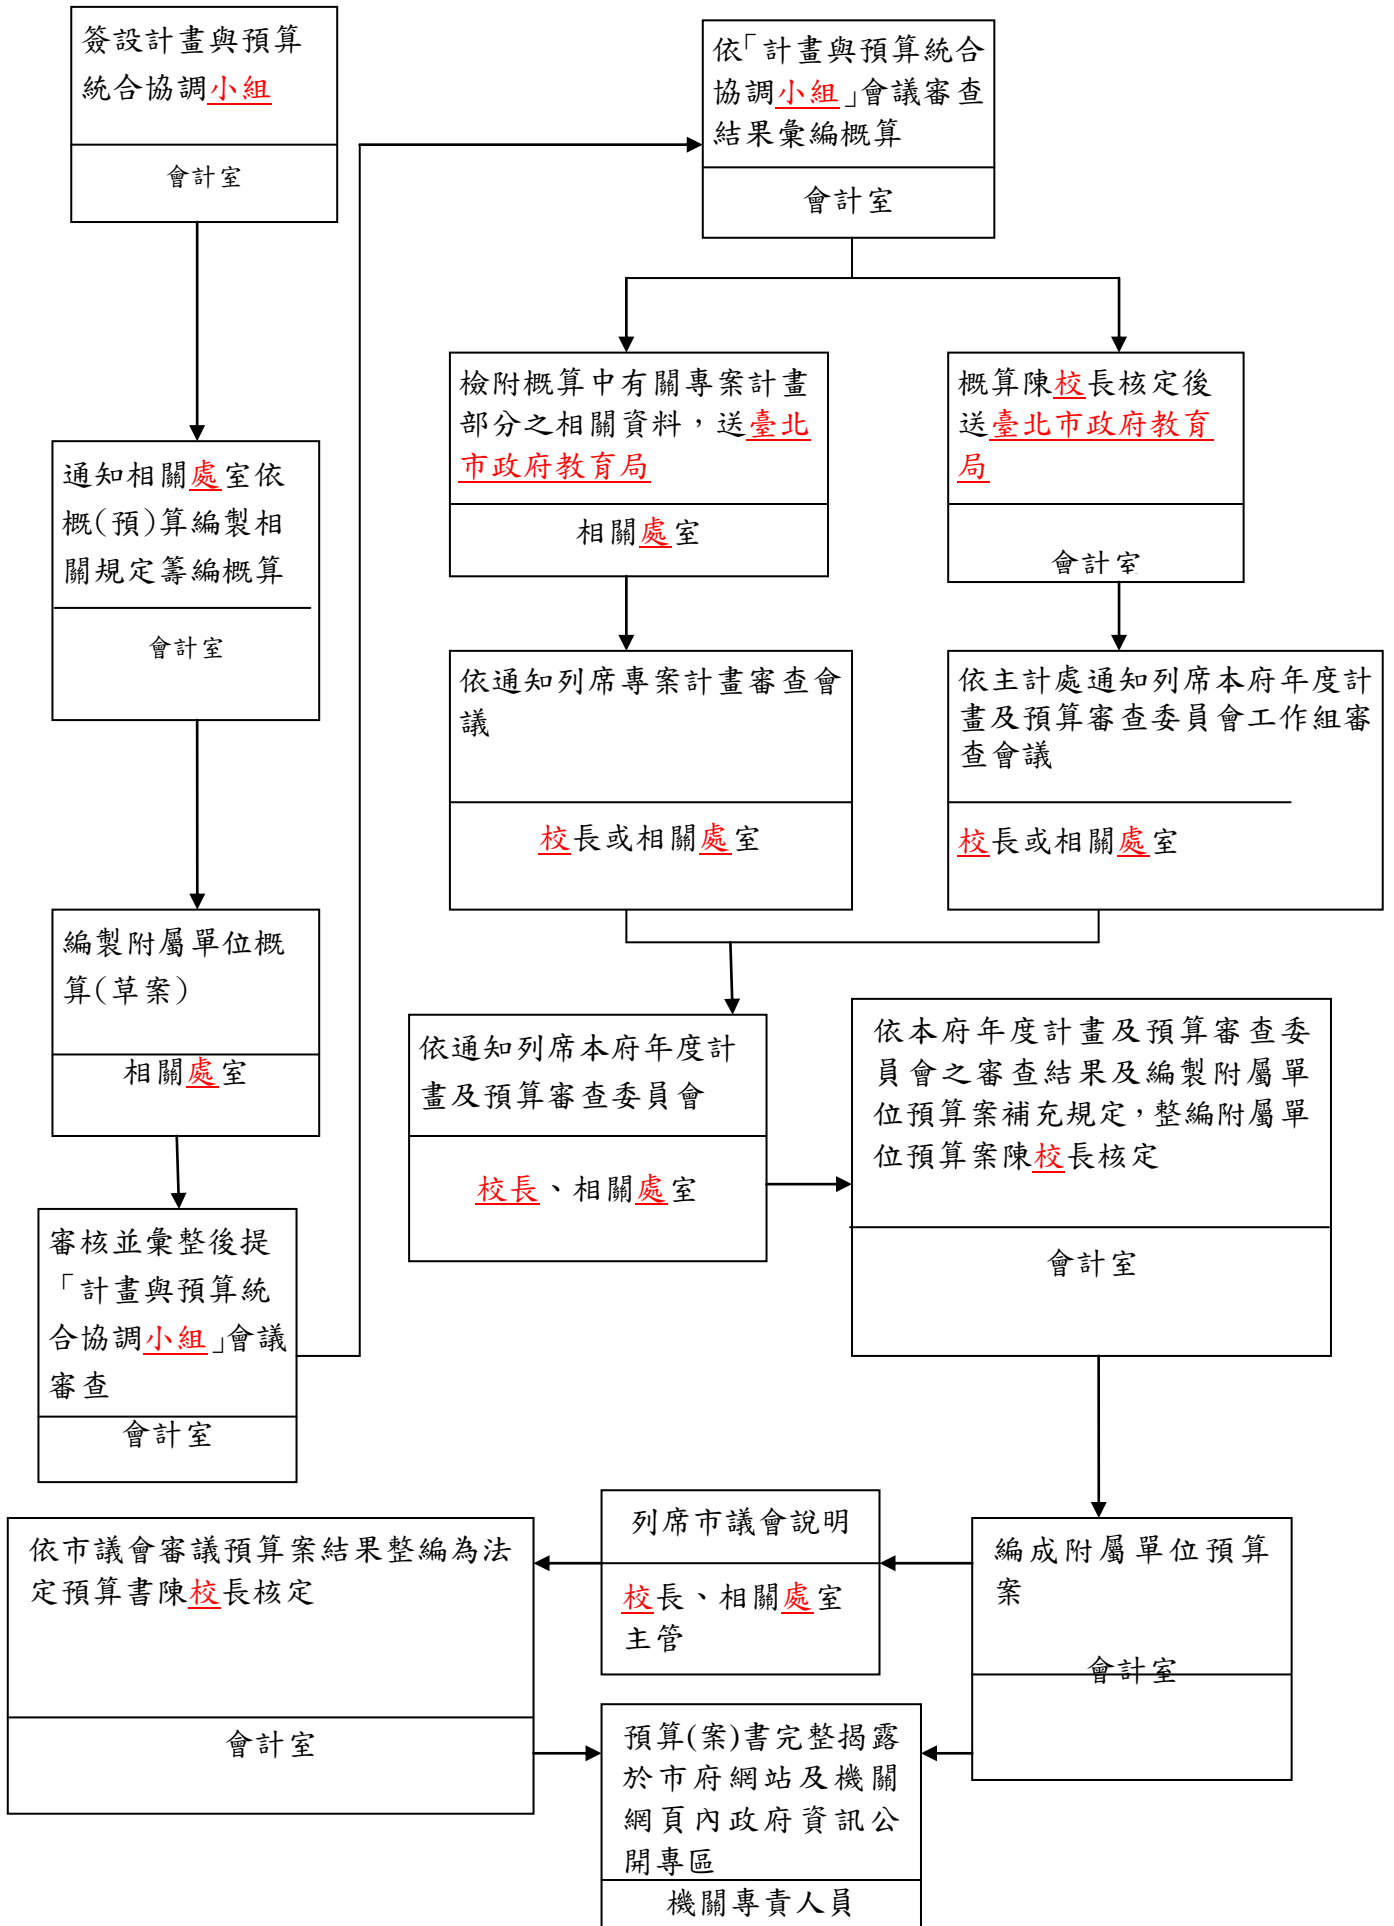 簽設計畫與預算
統合協調小組
會計室
通知相關處室依
概(預)算編製相
關規定籌編概算
會計室
編製附屬單位概
算(草案)
相關處室
審核並彙整後提
「計畫與預算統
合協調小組」會議
審查
會計室
依「計畫與預算統合
協調小組」會議審查
結果彙編概算
會計室
檢附概算中有關專案計畫
部分之相關資料，送臺北
市政府教育局
相關處室
概算陳校長核定後
送臺北市政府教育
局
會計室
依通知列席專案計畫審查會
議
校長或相關處室
依主計處通知列席本府年度計
畫及預算審查委員會工作組審
查會議
校長或相關處室
依通知列席本府年度計
畫及預算審查委員會
校長、相關處室
依本府年度計畫及預算審查委
員會之審查結果及編製附屬單
位預算案補充規定，整編附屬單
位預算案陳校長核定
會計室
編成附屬單位預算
案
會計室
列席市議會說明
校長、相關處室
主管
依市議會審議預算案結果整編為法
定預算書陳校長核定
會計室
預算(案)書完整揭露
於市府網站及機關
網頁內政府資訊公
開專區
機關專責人員